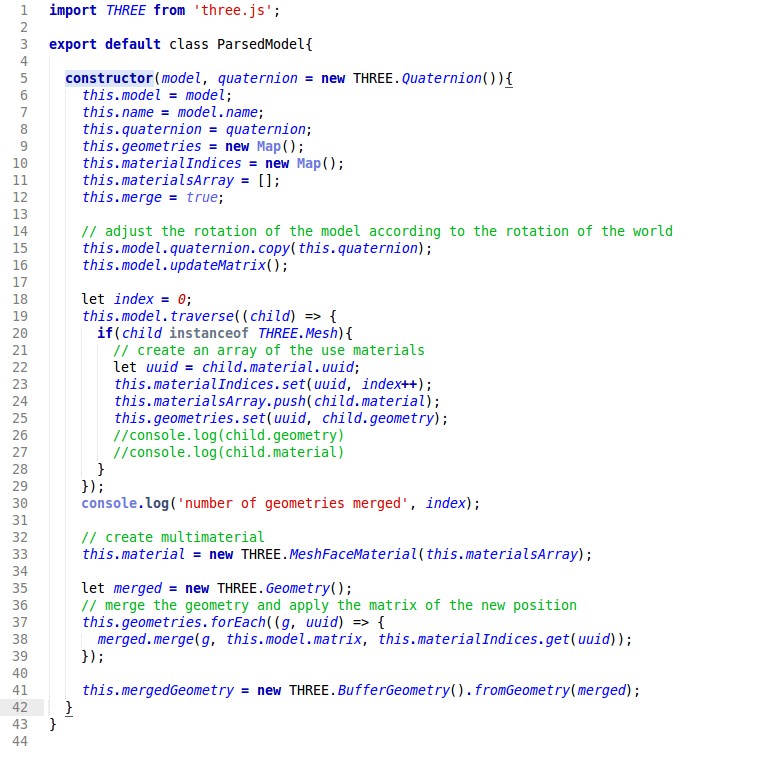 1 import THREE from 'three.js';
2
3 export default class ParsedModel{
4
5   constructor(model, quaternion = new THREE.Quaternion()){
6     this.model = model;
7     this.name = model.name;
8     this.quaternion = quaternion;
9     this.geometries = new Map();
10     this.materialIndices = new Map();
11     this.materialsArray = [];
12     this.merge = true;
13
14     // adjust the rotation of the model according to the rotation of the world
15     this.model.quaternion.copy(this.quaternion);
16     this.model.updateMatrix();
17
18     let index = 0;
19     this.model.traverse((child) => {
20       if(child instanceof THREE.Mesh){
21         // create an array of the use materials
22         let uuid = child.material.uuid;
23         this.materialIndices.set(uuid, index++);
24         this.materialsArray.push(child.material);
25         this.geometries.set(uuid, child.geometry);
26         //console.log(child.geometry)
27         //console.log(child.material)
28       }
29     });
30     console.log('number of geometries merged', index);
31
32     // create multimaterial
33     this.material = new THREE.MeshFaceMaterial(this.materialsArray);
34
35     let merged = new THREE.Geometry();
36     // merge the geometry and apply the matrix of the new position
37     this.geometries.forEach((g, uuid) => {
38       merged.merge(g, this.model.matrix, this.materialIndices.get(uuid));
39     });
40
41     this.mergedGeometry = new THREE.BufferGeometry().fromGeometry(merged);
42   }
43 }
44